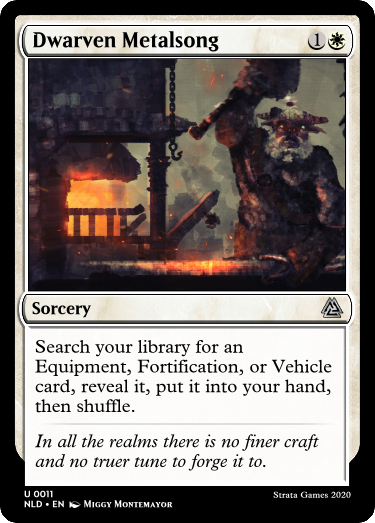 Dwarven Metalsong 1
Sorcery
Search your library for an
Equipment, Fortification, or Vehicle
card, reveal it, put it into your hand,
then shuffle.
In all the realms there is no finer craft
and no truer tune to forge it to.
U 0011
NLD • EN Miggy Montemayor
Strata Games 2020